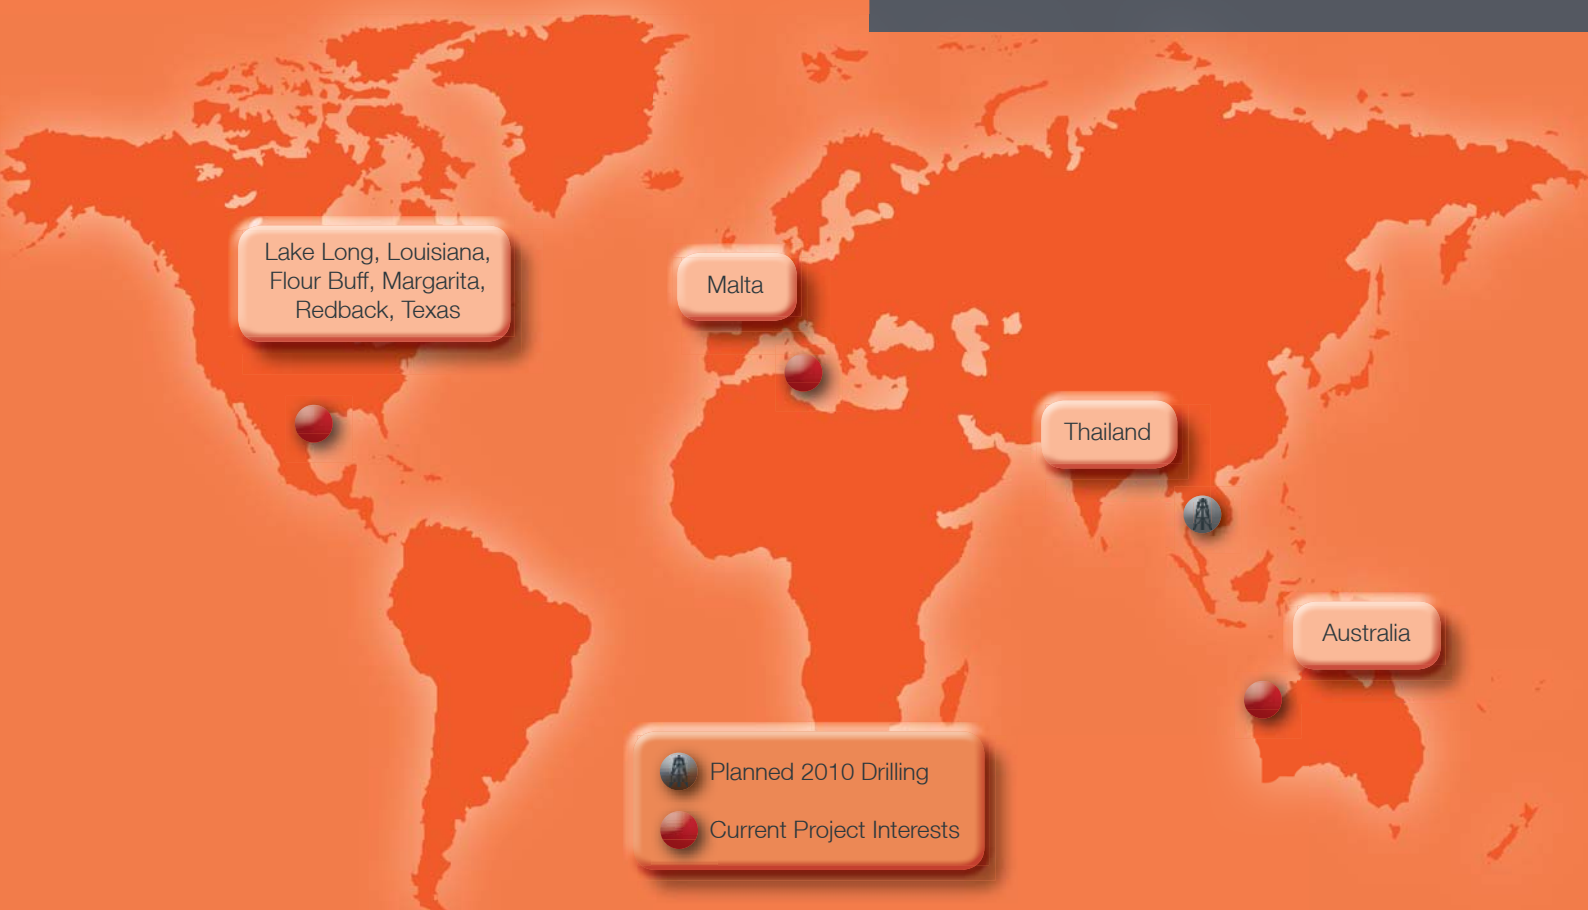 Lake Long, Louisiana,
Flour Buff, Margarita,
Redback, Texas
Malta
Thailand
Australia
Planned 2010 Drilling
Current Project Interests